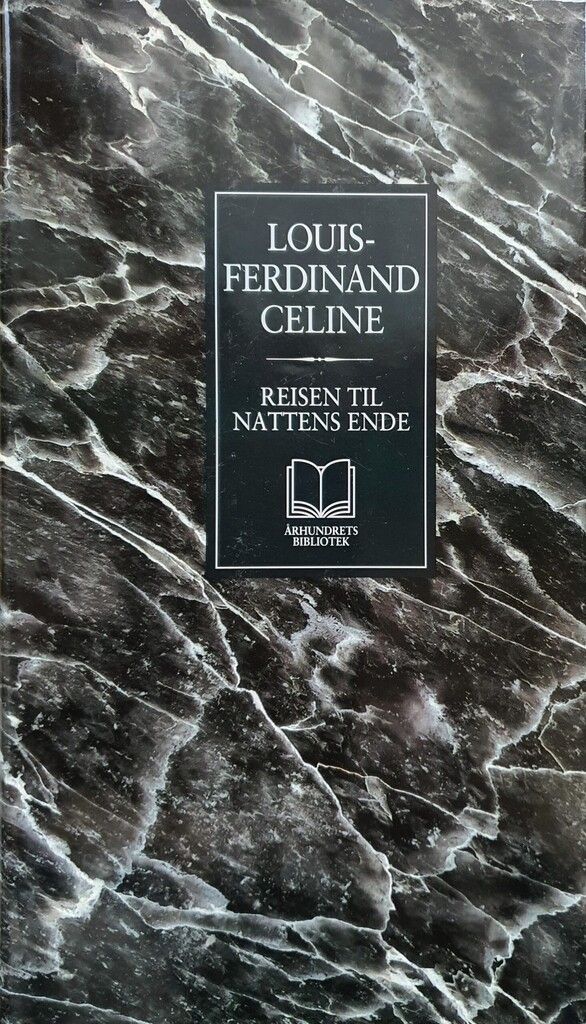 LOUIS-
FERDINAND
CELINE
REISEN TIL
NATTENS ENDE
ÅRHUNDRETS
BIBLIOTEK